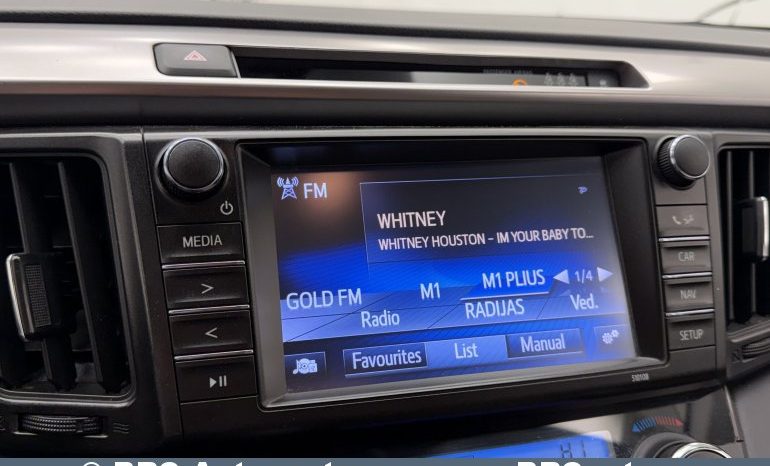 FM
WHITNEY
WHITNEY HOUSTON – IM YOUR BABY TO...
GOLD FM M1 M1 PLIUS 1/4
Radio RADIJAS Ved.
Favourites List Manual
MEDIA
>
<
CAR
NAV
SETUP
510108